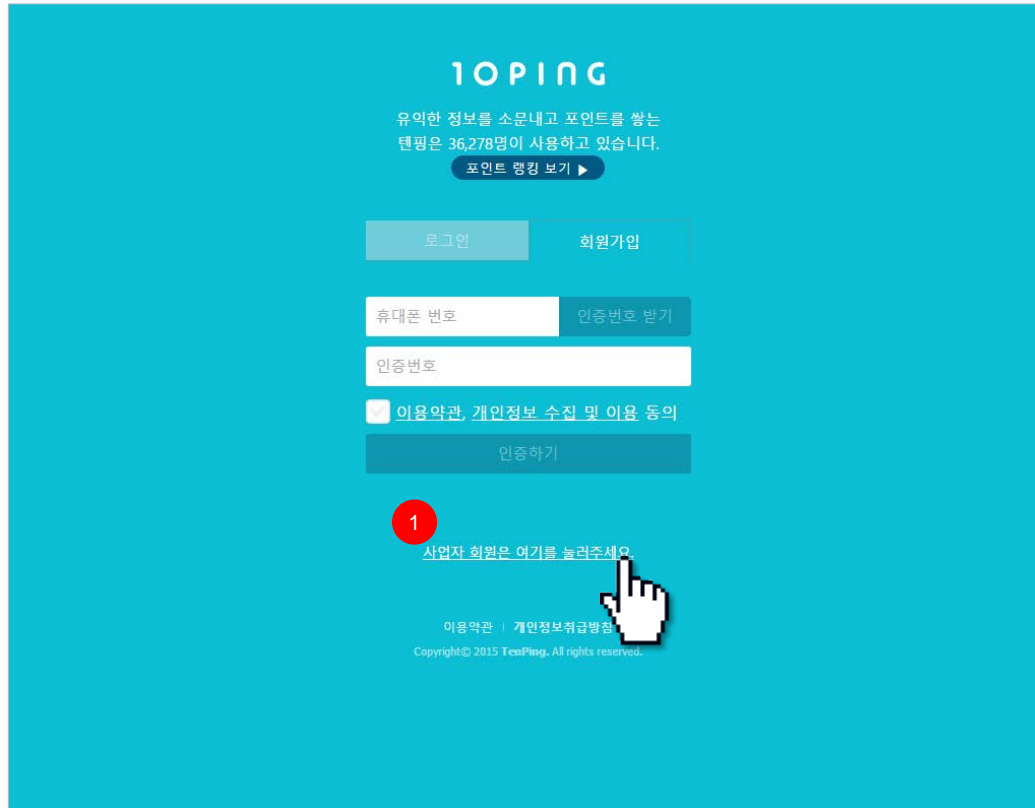 10PING
유익한 정보를 소문내고 포인트를 쌓는
텐핑은 36,278명이 사용하고 있습니다.
포인트 랭킹 보기 ▶
로그인 회원가입
휴대폰 번호 인증번호 받기
인증번호
이용약관, 개인정보 수집 및 이용 동의
인증하기
1
사업자 회원은 여기를 눌러주세요.
이용약관 | 개인정보취급방침
Copyright© 2015 TenPing. All rights reserved.